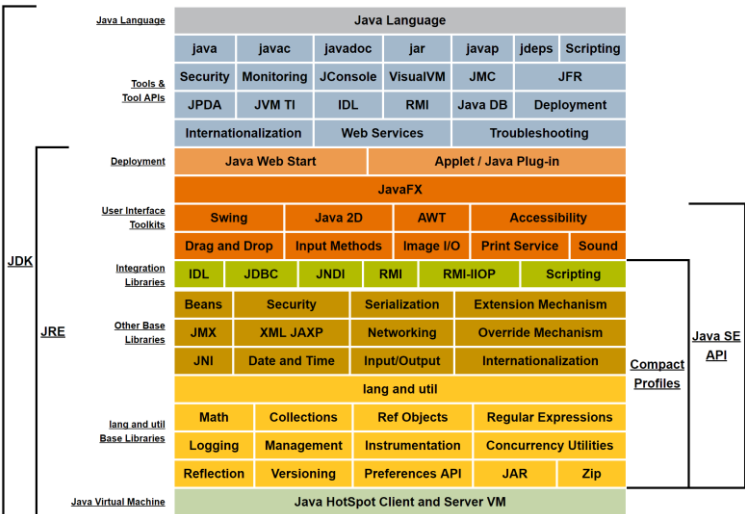 Java Language Java Language
java javac javadoc jar javap jdeps Scripting
Tools & Tool APIs Security Monitoring JConsole VisualVM JMC JFR
JPDA JVM TI IDL RMI Java DB Deployment
Internationalization Web Services Troubleshooting
Deployment Java Web Start Applet / Java Plug-in
JavaFX
User Interface Toolkits Swing Java 2D AWT Accessibility
Drag and Drop Input Methods Image I/O Print Service Sound
JDK
Integration Libraries IDL JDBC JNDI RMI RMI-IIOP Scripting
Beans Security Serialization Extension Mechanism
JRE
Other Base Libraries JMX XML JAXP Networking Override Mechanism
Java SE API
JNI Date and Time Input/Output Internationalization
Compact Profiles
lang and util
Math Collections Ref Objects Regular Expressions
lang and util Base Libraries Logging Management Instrumentation Concurrency Utilities
Reflection Versioning Preferences API JAR Zip
Java Virtual Machine Java HotSpot Client and Server VM